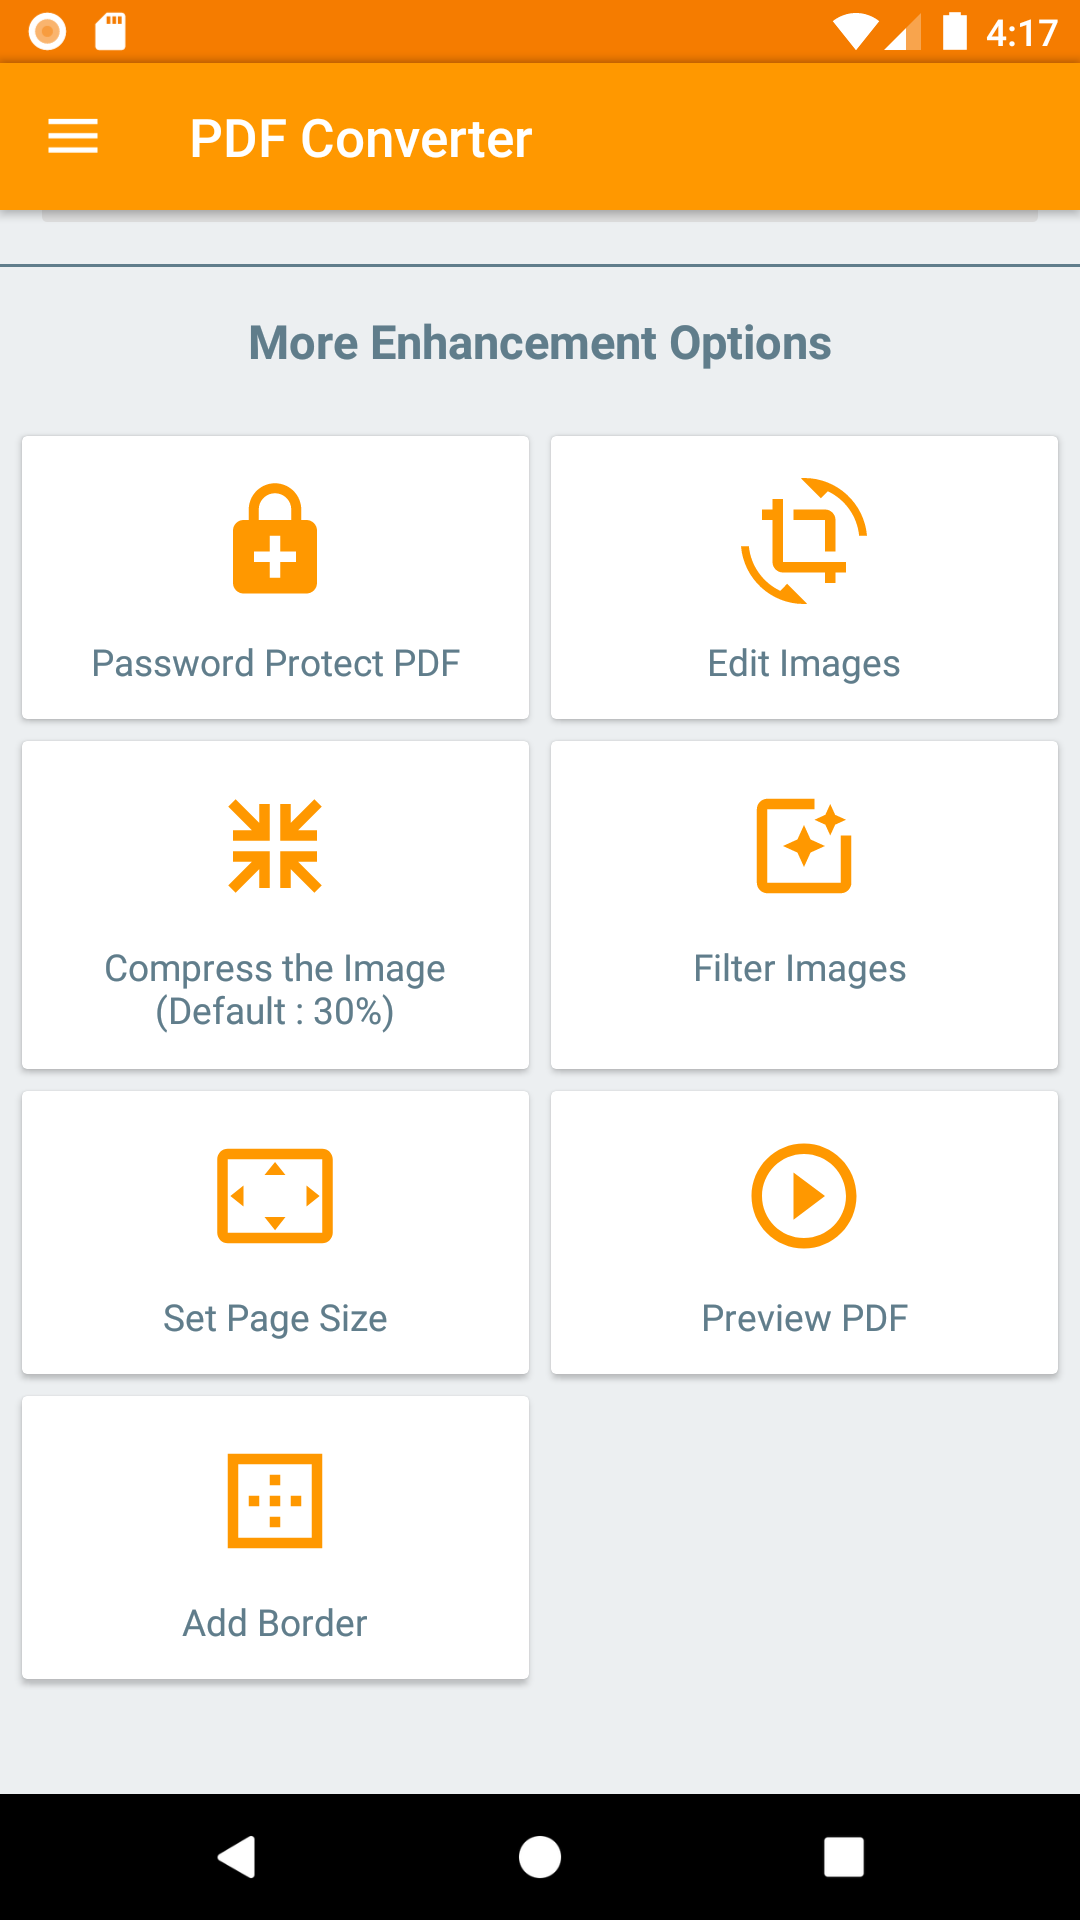 4:17
PDF Converter
More Enhancement Options
Password Protect PDF
Edit Images
Compress the Image
(Default : 30%)
Filter Images
Set Page Size
Preview PDF
Add Border